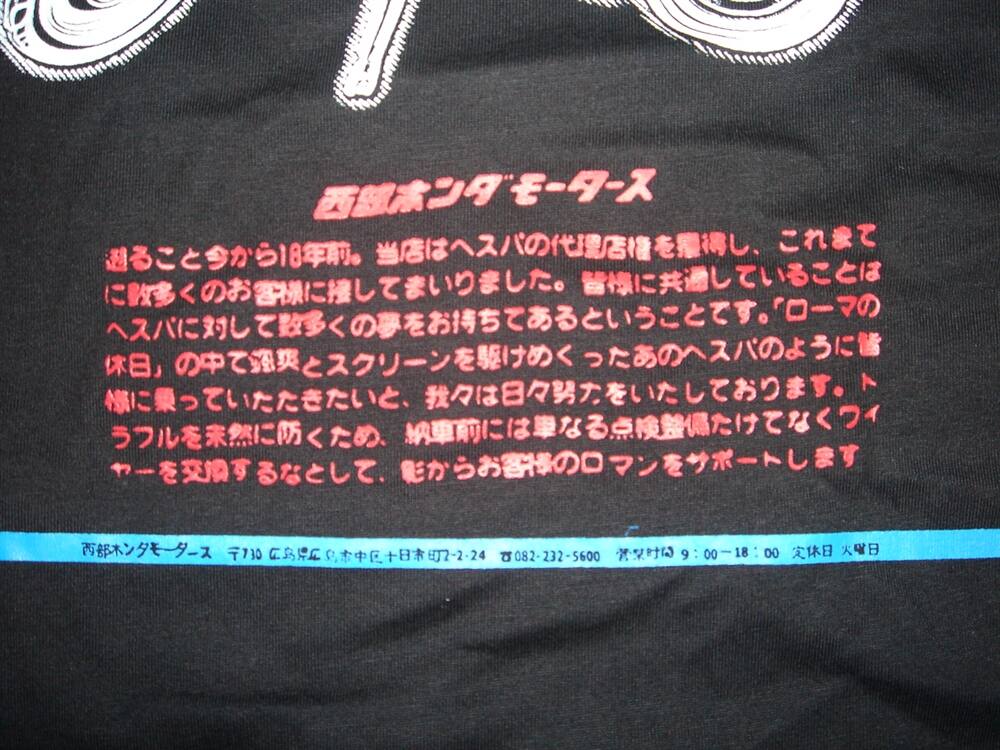 西部ホンダモータース
遡ること今から18年前。当店はベスパの代理店権を獲得し、これまで
に数多くのお客様に接してまいりました。皆様に共通していることは
ベスパに対して数多くの夢をお持ちであるということです。「ローマの
休日」の中で颯爽とスクリーンを駆けめぐったあのベスパのように皆
様に乗っていただきたいと、我々は日々努力をいたしております。ト
ラブルを未然に防ぐため、納車前には単なる点検整備だけでなくワイ
ヤーを交換するなどして、影からお客様のロマンをサポートします
西部ホンダモータース 〒730 広島県広島市中区十日市町2-2-24 ☎082-232-5600 営業時間 9：00－18：00 定休日 火曜日